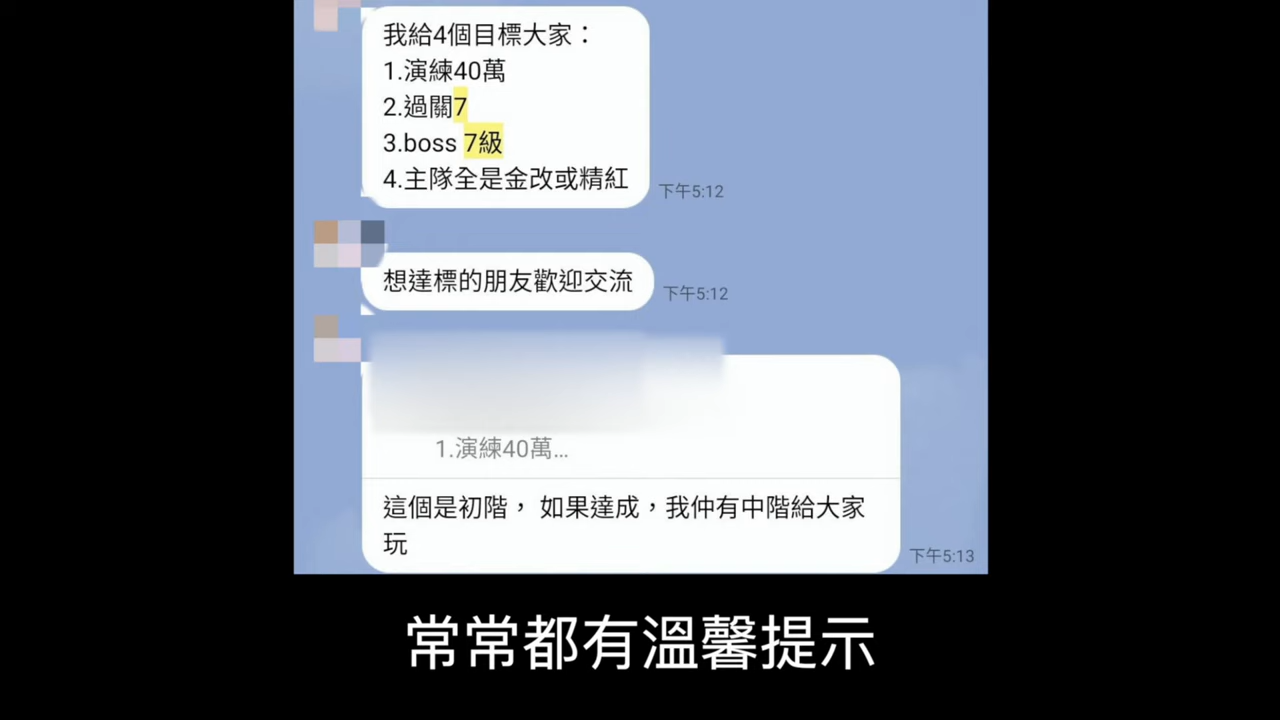 我給4個目標大家：
1.演練40萬
2.過關7
3.boss 7級
4.主隊全是金改或精紅
下午5:12
想達標的朋友歡迎交流
下午5:12
1.演練40萬...
這個是初階， 如果達成，我仲有中階給大家
玩
下午5:13
常常都有溫馨提示